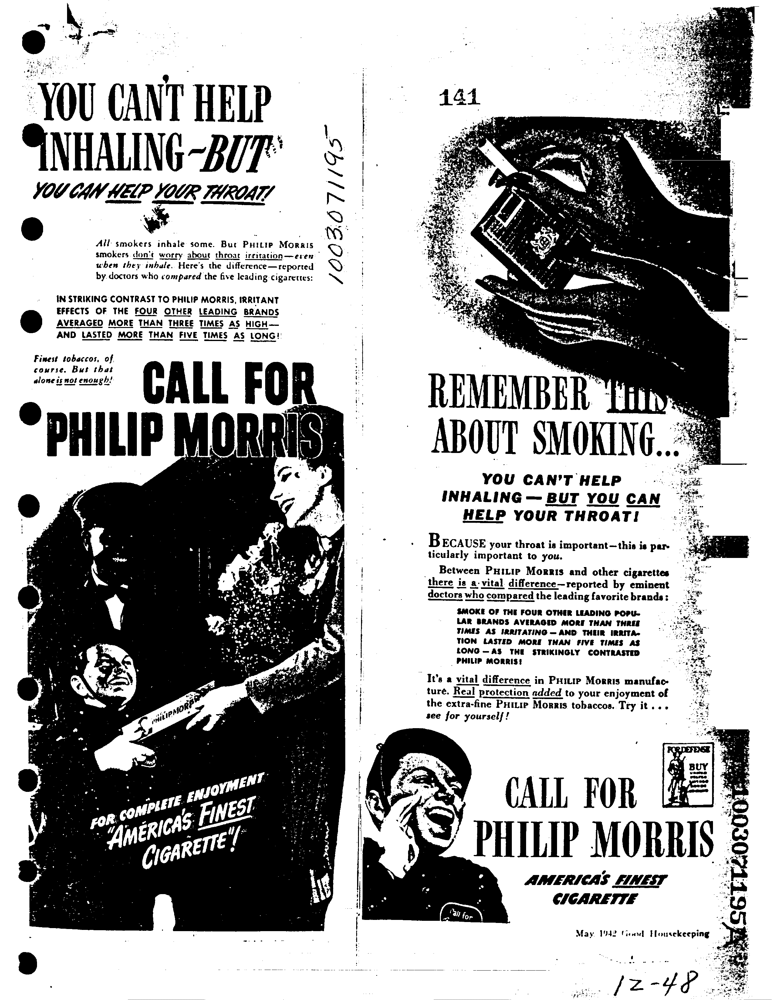 YOU CAN'T HELP
INHALING~BUT
YOU CAN HELP YOUR THROAT!
All smokers inhale some. But PHILIP MORRIS
smokers don't worry about throat irritation—even
when they inhale. Here's the difference—reported
by doctors who compared the five leading cigarettes:
IN STRIKING CONTRAST TO PHILIP MORRIS, IRRITANT
EFFECTS OF THE FOUR OTHER LEADING BRANDS
AVERAGED MORE THAN THREE TIMES AS HIGH—
AND LASTED MORE THAN FIVE TIMES AS LONG!
Finest tobaccos, of
course. But that
alone is not enough!
CALL FOR
PHILIP MORRIS
PHILIP MORRIS
FOR COMPLETE ENJOYMENT
"AMERICA'S FINEST
CIGARETTE"!
1003071195
141
REMEMBER THIS
ABOUT SMOKING...
YOU CAN'T HELP
INHALING — BUT YOU CAN
HELP YOUR THROAT!
BECAUSE your throat is important—this is par-
ticularly important to you.
Between PHILIP MORRIS and other cigarettes
there is a vital difference—reported by eminent
doctors who compared the leading favorite brands:
SMOKE OF THE FOUR OTHER LEADING POPU-
LAR BRANDS AVERAGED MORE THAN THREE
TIMES AS IRRITATING — AND THEIR IRRITA-
TION LASTED MORE THAN FIVE TIMES AS
LONG — AS THE STRIKINGLY CONTRASTED
PHILIP MORRIS!
It's a vital difference in PHILIP MORRIS manufac-
ture. Real protection added to your enjoyment of
the extra-fine PHILIP MORRIS tobaccos. Try it . . .
see for yourself!
FOR DEFENSE
BUY
CALL FOR
PHILIP MORRIS
AMERICA'S FINEST
CIGARETTE
Call for
May 1942 Good Housekeeping
1003071195A
12-48